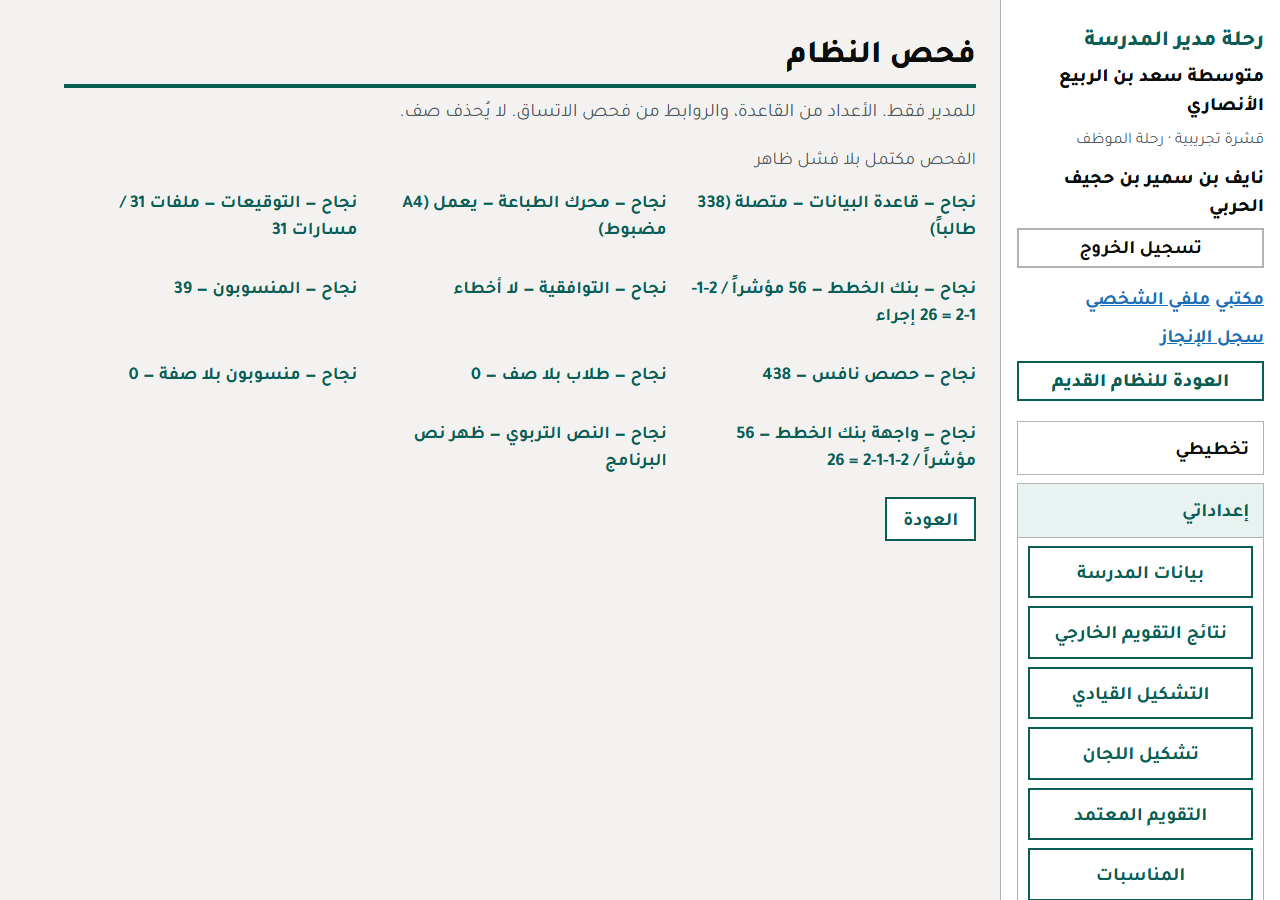 رحلة مدير المدرسة
متوسطة سعد بن الربيع
الأنصاري
قشرة تجريبية · رحلة الموظف
نايف بن سمير بن حجيف
الحربي
تسجيل الخروج
مكتبي ملفي الشخصي
سجل الإنجاز
العودة للنظام القديم
تخطيطي
إعداداتي
بيانات المدرسة
نتائج التقويم الخارجي
التشكيل القيادي
تشكيل اللجان
التقويم المعتمد
المناسبات
فحص النظام
للمدير فقط. الأعداد من القاعدة، والروابط من فحص الاتساق. لا يُحذف صف.
الفحص مكتمل بلا فشل ظاهر
نجاح — قاعدة البيانات — متصلة (338
طالباً)
نجاح — محرك الطباعة — يعمل (A4
مضبوط)
نجاح — التوقيعات — ملفات 31 /
مسارات 31
نجاح — بنك الخطط — 56 مؤشراً / 2-1-
1-2 = 26 إجراء
نجاح — التوافقية — لا أخطاء
نجاح — المنسوبون — 39
نجاح — حصص نافس — 438
نجاح — طلاب بلا صف — 0
نجاح — منسوبون بلا صفة — 0
نجاح — واجهة بنك الخطط — 56
مؤشراً / 2-1-1-2 = 26
نجاح — النص التربوي — ظهر نص
البرنامج
العودة